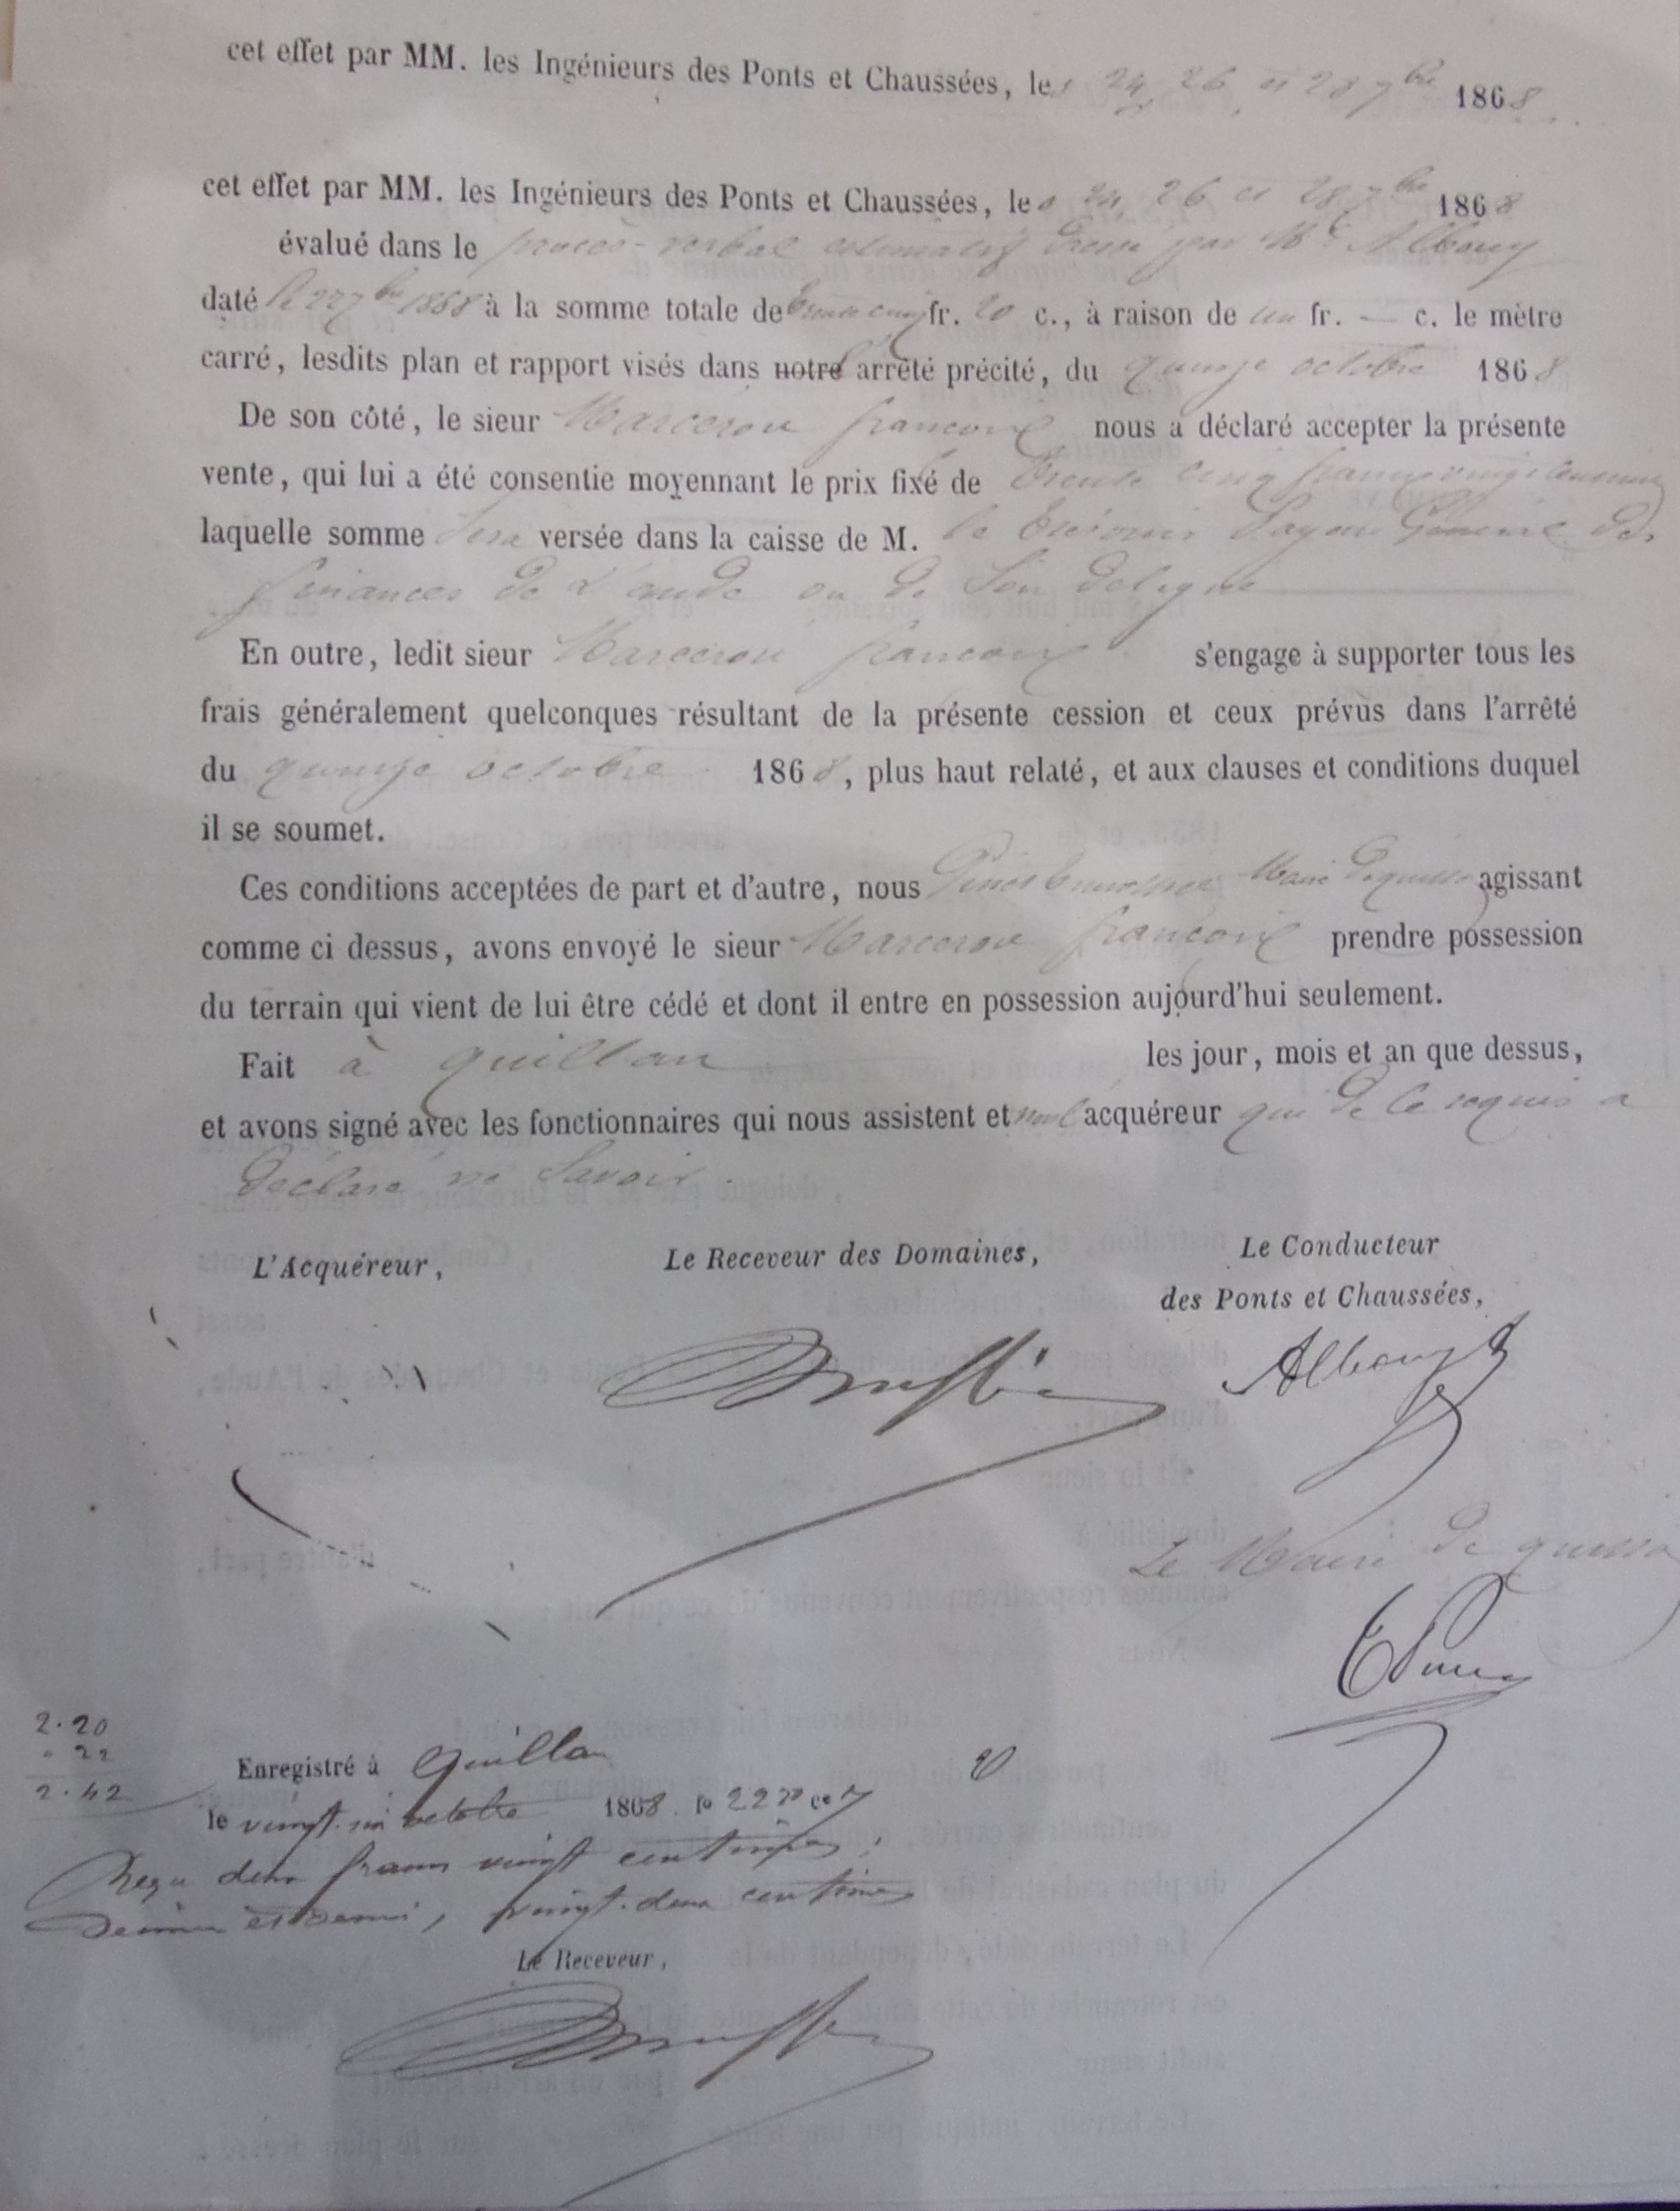 cet effet par MM. les Ingénieurs des Ponts et Chaussées, les 24, 26 et 28 7bre 1868
cet effet par MM. les Ingénieurs des Ponts et Chaussées, les 24, 26 et 28 7bre 1868
évalué dans le procès-verbal estimatif dressé par Mr Albouy
daté le 22 7bre 1868 à la somme totale de trente cinq fr. 20 c., à raison de un fr. — c. le mètre
carré, lesdits plan et rapport visés dans notre l'arrêté précité, du quinze octobre 1868
De son côté, le sieur Marcerou françois nous a déclaré accepter la présente
vente, qui lui a été consentie moyennant le prix fixé de trente cinq francs vingt centimes
laquelle somme sera versée dans la caisse de M. le trésorier Payeur Général des
finances de l'aude ou de son délégué
En outre, ledit sieur Marcerou françois s'engage à supporter tous les
frais généralement quelconques résultant de la présente cession et ceux prévus dans l'arrêté
du quinze octobre 1868, plus haut relaté, et aux clauses et conditions duquel
il se soumet.
Ces conditions acceptées de part et d'autre, nous Maire de quillan agissant
comme ci dessus, avons envoyé le sieur Marcerou françois prendre possession
du terrain qui vient de lui être cédé et dont il entre en possession aujourd'hui seulement.
Fait à quillan les jour, mois et an que dessus,
et avons signé avec les fonctionnaires qui nous assistent et non l'acquéreur qui de ce requis a
déclaré ne savoir.
L'Acquéreur, Le Receveur des Domaines, Le Conducteur
des Ponts et Chaussées,
Albouy
Le Maire de quillan
2.20
. 22
2.42
Enregistré à Quillan
le vingt six octobre 1868. fo 22 ro ce 7
Reçu deux francs vingt centimes;
Décime et demi, vingt-deux centimes
Le Receveur,